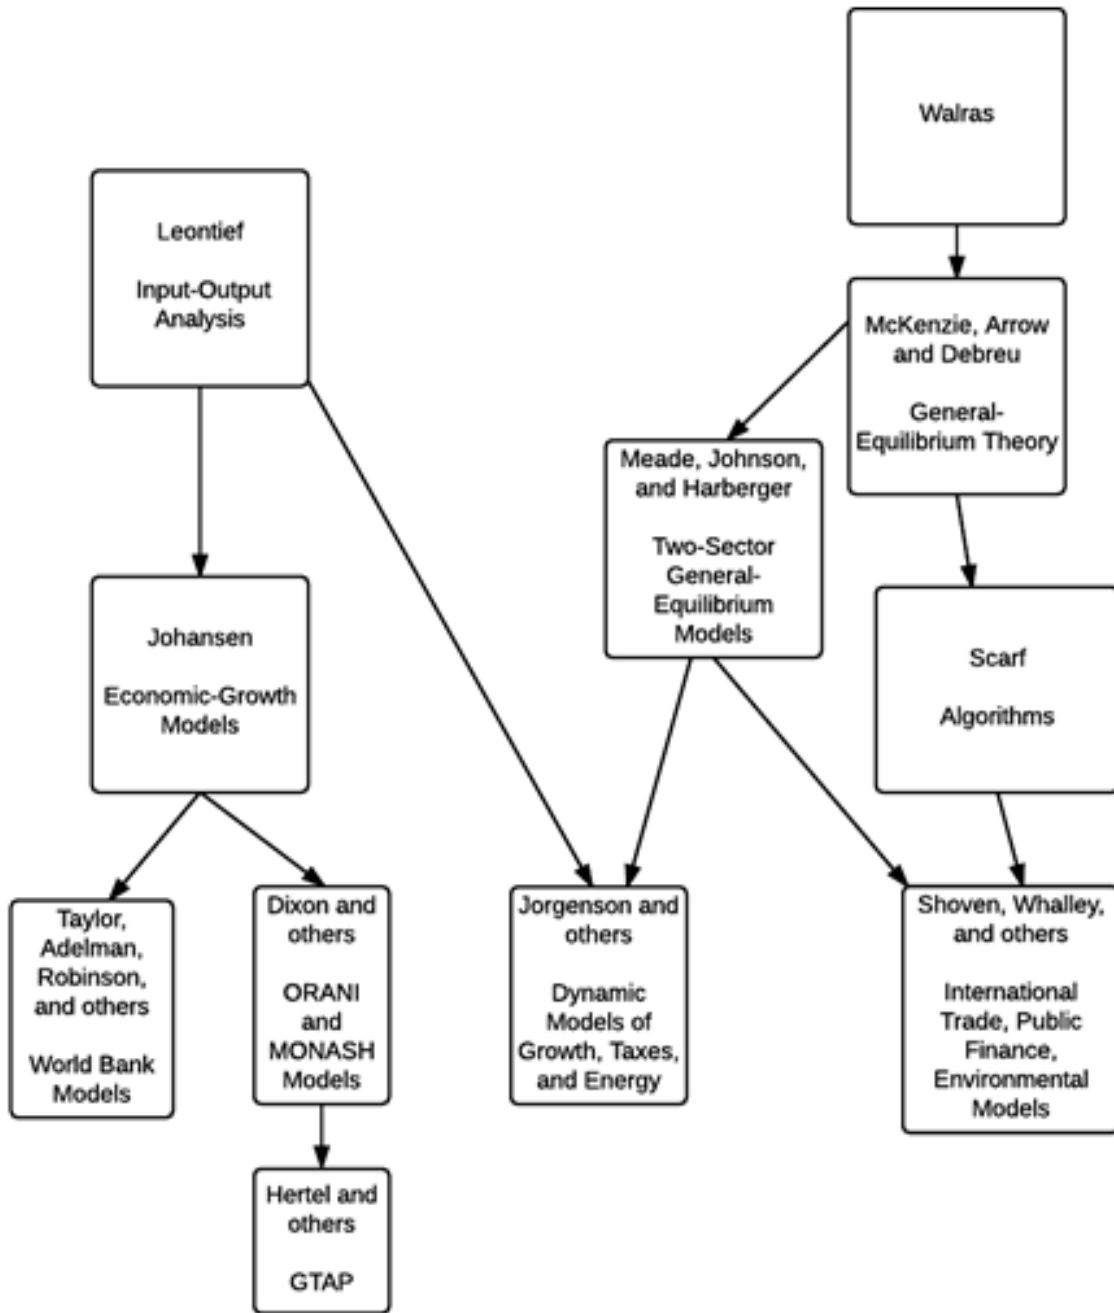 Walras
Leontief
Input-Output
Analysis
McKenzie, Arrow
and Debreu
General-
Equilibrium Theory
Meade, Johnson,
and Harberger
Two-Sector
General-
Equilibrium
Models
Johansen
Economic-Growth
Models
Scarf
Algorithms
Taylor,
Adelman,
Robinson,
and others
World Bank
Models
Dixon and
others
ORANI
and
MONASH
Models
Jorgenson and
others
Dynamic
Models of
Growth, Taxes,
and Energy
Shoven, Whalley,
and others
International
Trade, Public
Finance,
Environmental
Models
Hertel and
others
GTAP